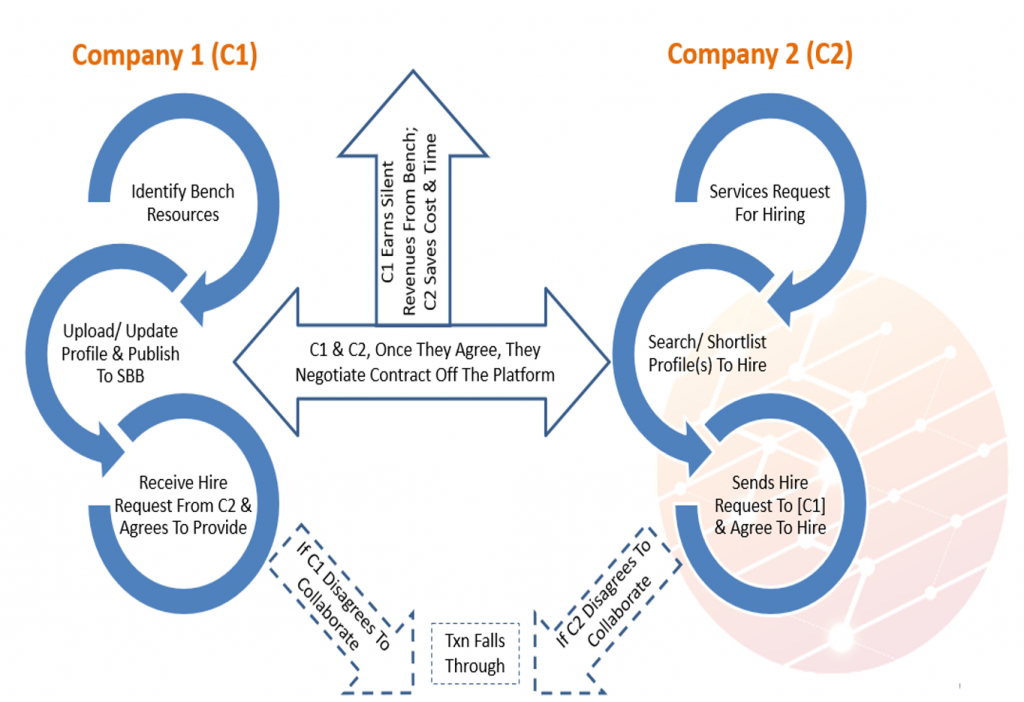 Company 1 (C1)
Identify Bench
Resources
Upload/ Update
Profile & Publish
To SBB
Receive Hire
Request From C2 &
Agrees To Provide
C1 Earns Silent
Revenues From Bench;
C2 Saves Cost & Time
C1 & C2, Once They Agree, They
Negotiate Contract Off The Platform
Company 2 (C2)
Services Request
For Hiring
Search/ Shortlist
Profile(s) To Hire
Sends Hire
Request To [C1]
& Agree To Hire
If C1 Disagrees To
Collaborate
Txn Falls
Through
If C2 Disagrees To
Collaborate